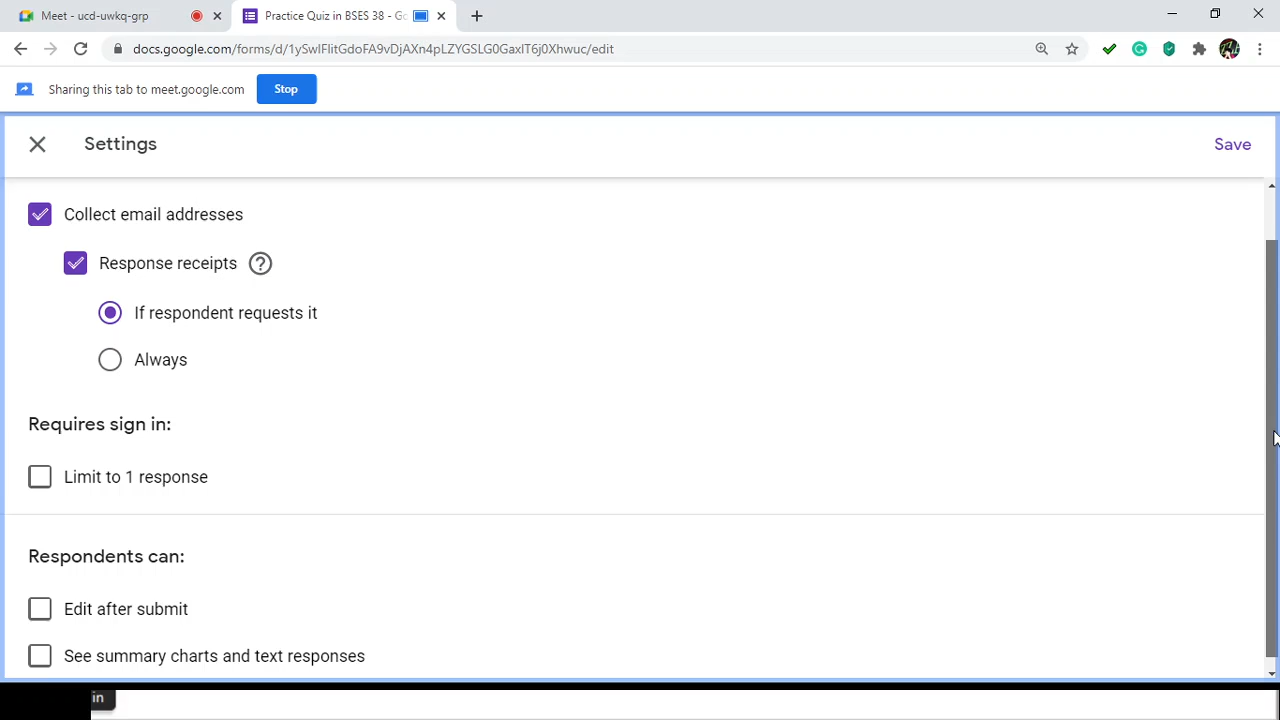 Meet - ucd-uwkq-grp
Practice Quiz in BSES 38 - Go
docs.google.com/forms/d/1ySwIFlitGdoFA9vDjAXn4pLZYGSLG0GaxIT6j0Xhwuc/edit
Sharing this tab to meet.google.com
Stop
Settings
Save
Collect email addresses
Response receipts
If respondent requests it
Always
Requires sign in:
Limit to 1 response
Respondents can:
Edit after submit
See summary charts and text responses
in